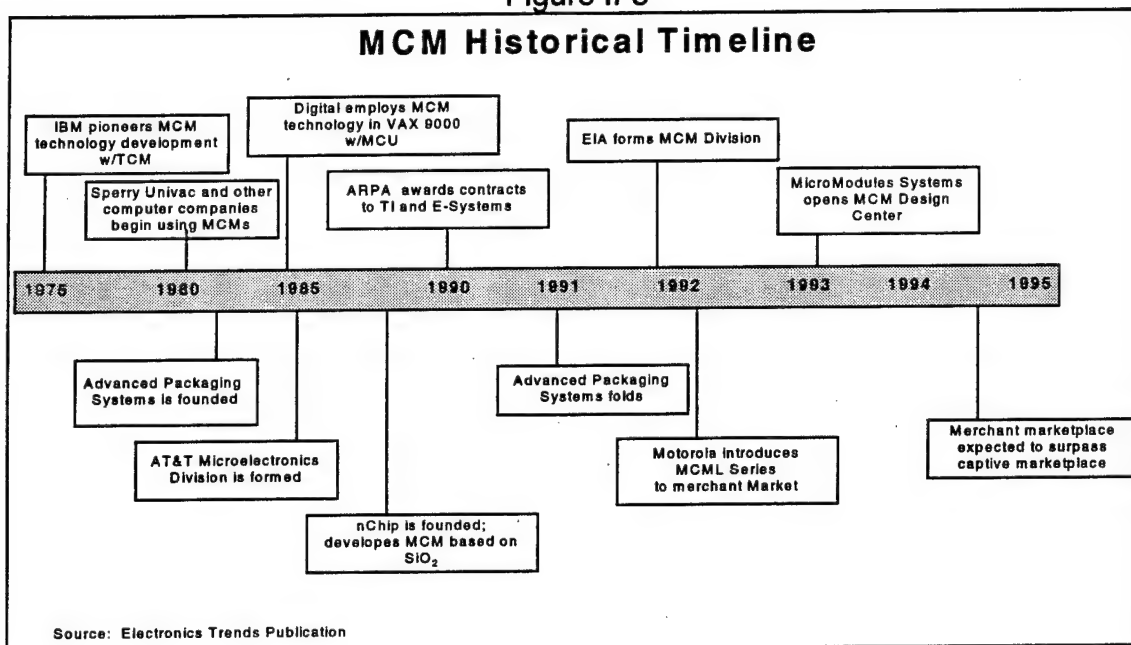 MCM Historical Timeline
IBM pioneers MCM
technology development
w/TCM
Digital employs MCM
technology in VAX 9000
w/MCU
EIA forms MCM Division
Sperry Univac and other
computer companies
begin using MCMs
ARPA awards contracts
to TI and E-Systems
MicroModules Systems
opens MCM Design
Center
1975 1980 1985 1990 1991 1992 1993 1994 1995
Advanced Packaging
Systems is founded
Advanced Packaging
Systems folds
Merchant marketplace
expected to surpass
captive marketplace
AT&T Microelectronics
Division is formed
Motorola introduces
MCML Series
to merchant Market
nChip is founded;
developes MCM based on
SiO₂
Source: Electronics Trends Publication